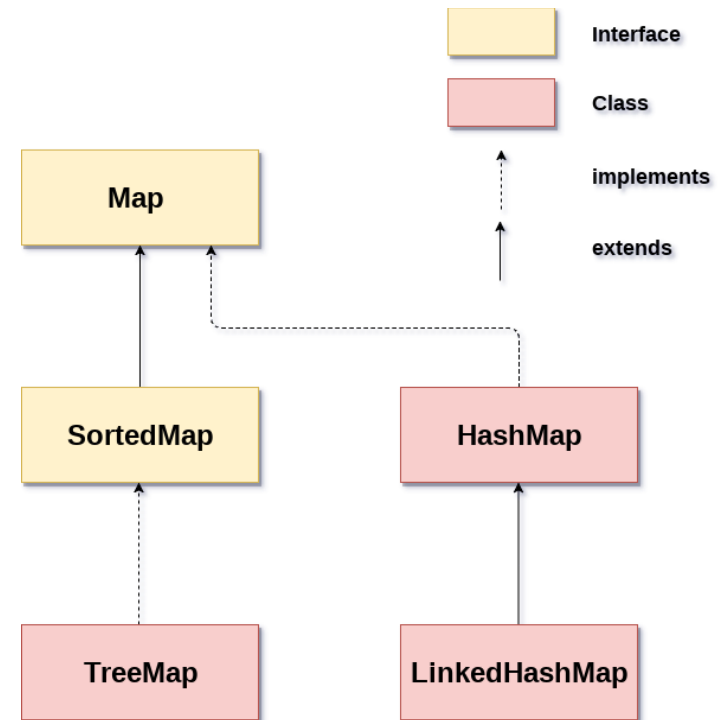 Interface
Class
implements
extends
Map
SortedMap
HashMap
TreeMap
LinkedHashMap